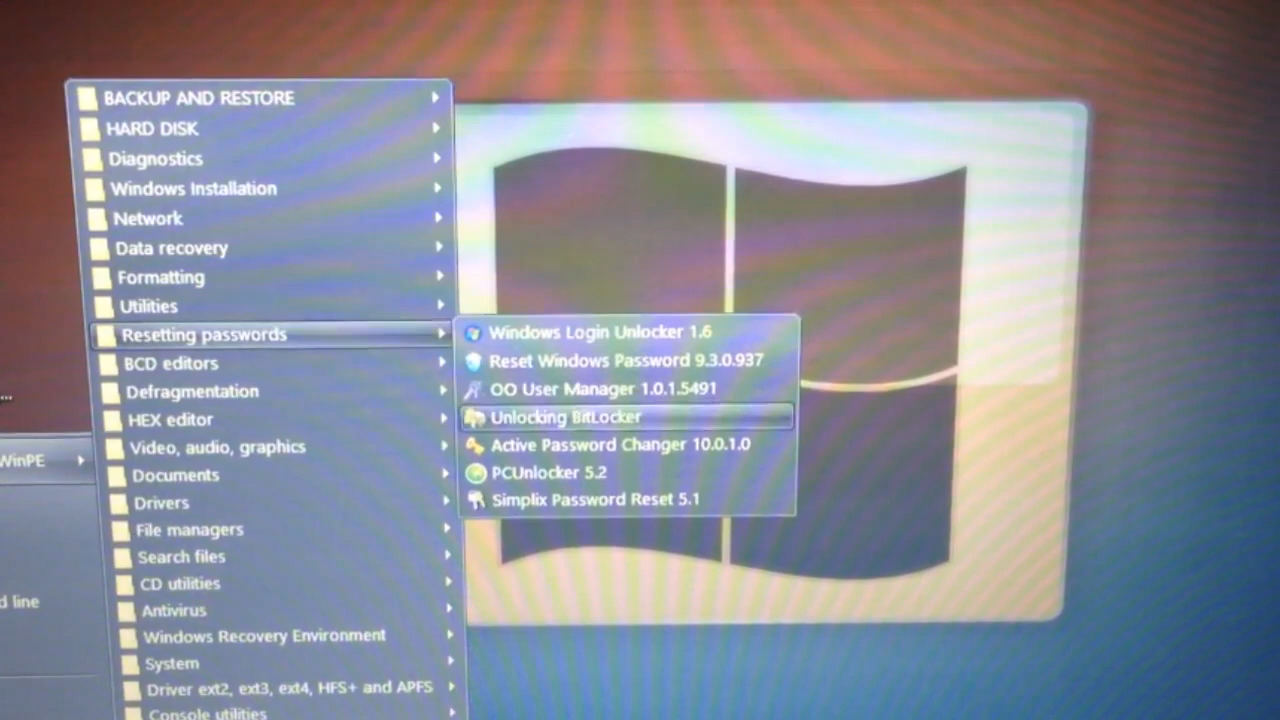 BACKUP AND RESTORE
HARD DISK
Diagnostics
Windows Installation
Network
Data recovery
Formatting
Utilities
Resetting passwords
Windows Login Unlocker 1.6
Reset Windows Password 9.3.0.937
OO User Manager 1.0.1.5491
Unlocking BitLocker
Active Password Changer 10.0.1.0
PCUnlocker 5.2
Simplix Password Reset 5.1
BCD editors
Defragmentation
HEX editor
Video, audio, graphics
Documents
Drivers
File managers
Search files
CD utilities
Antivirus
Windows Recovery Environment
System
Driver ext2, ext3, ext4, HFS+ and APFS
Console utilities
...
WinPE
d line